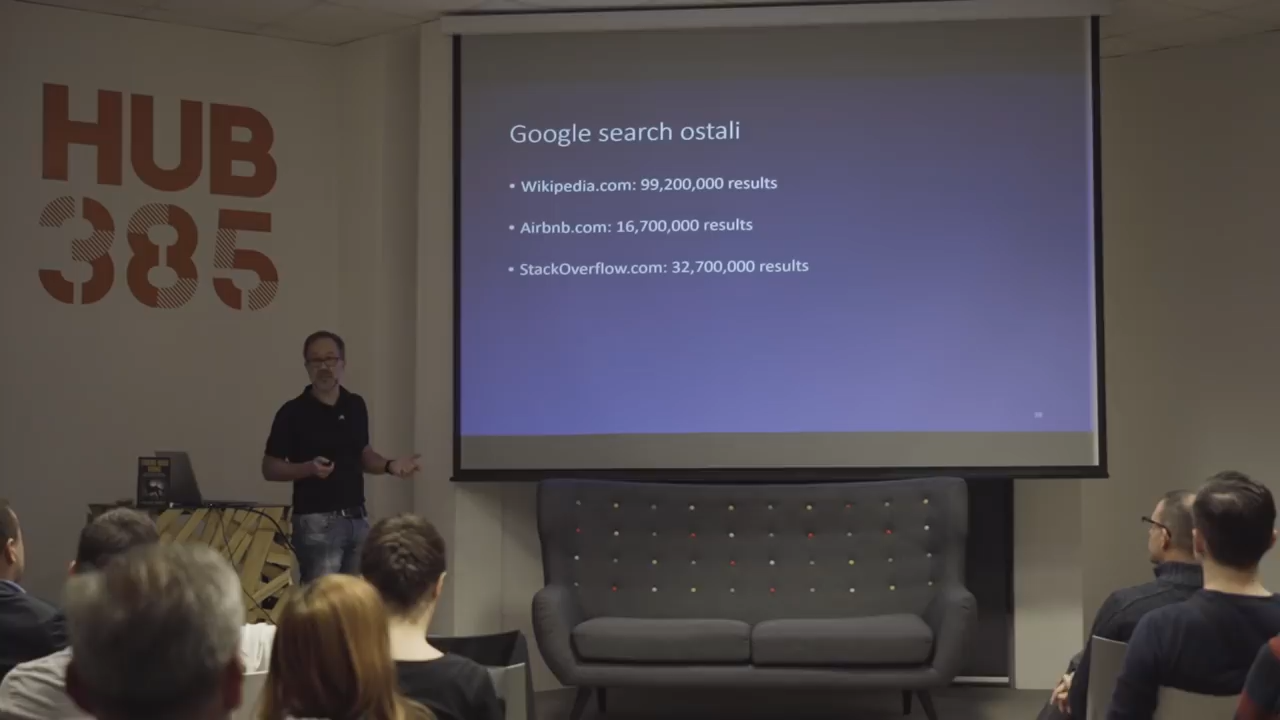 HUB
385
Google search ostali
• Wikipedia.com: 99,200,000 results
• Airbnb.com: 16,700,000 results
• StackOverflow.com: 32,700,000 results